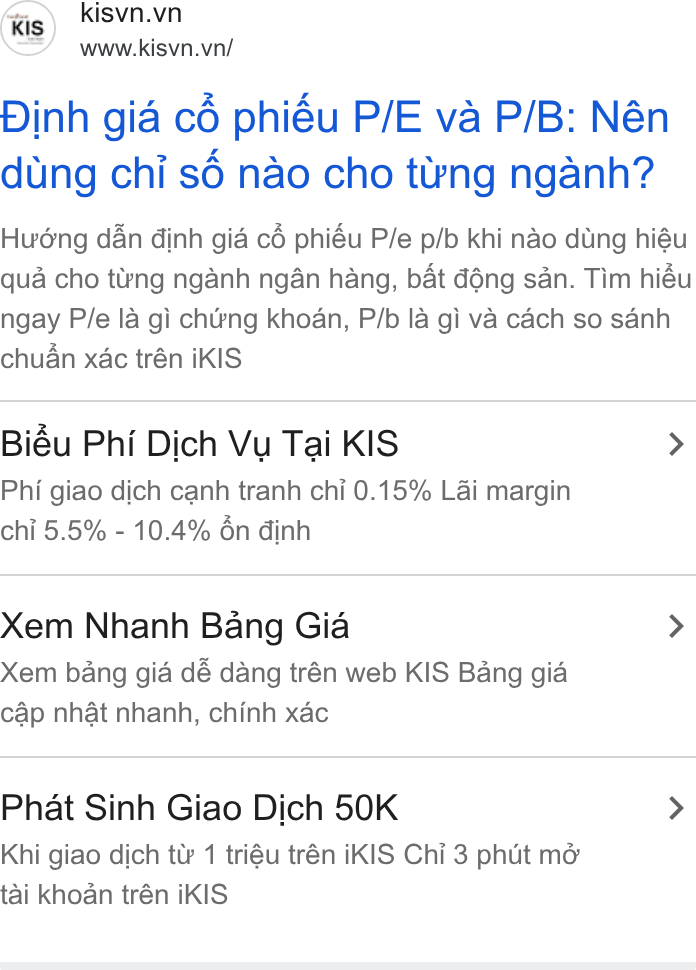 KIS
kisvn.vn
www.kisvn.vn/
Định giá cổ phiếu P/E và P/B: Nên
dùng chỉ số nào cho từng ngành?
Hướng dẫn định giá cổ phiếu P/e p/b khi nào dùng hiệu
quả cho từng ngành ngân hàng, bất động sản. Tìm hiểu
ngay P/e là gì chứng khoán, P/b là gì và cách so sánh
chuẩn xác trên iKIS
Biểu Phí Dịch Vụ Tại KIS
Phí giao dịch cạnh tranh chỉ 0.15% Lãi margin
chỉ 5.5% - 10.4% ổn định
Xem Nhanh Bảng Giá
Xem bảng giá dễ dàng trên web KIS Bảng giá
cập nhật nhanh, chính xác
Phát Sinh Giao Dịch 50K
Khi giao dịch từ 1 triệu trên iKIS Chỉ 3 phút mở
tài khoản trên iKIS